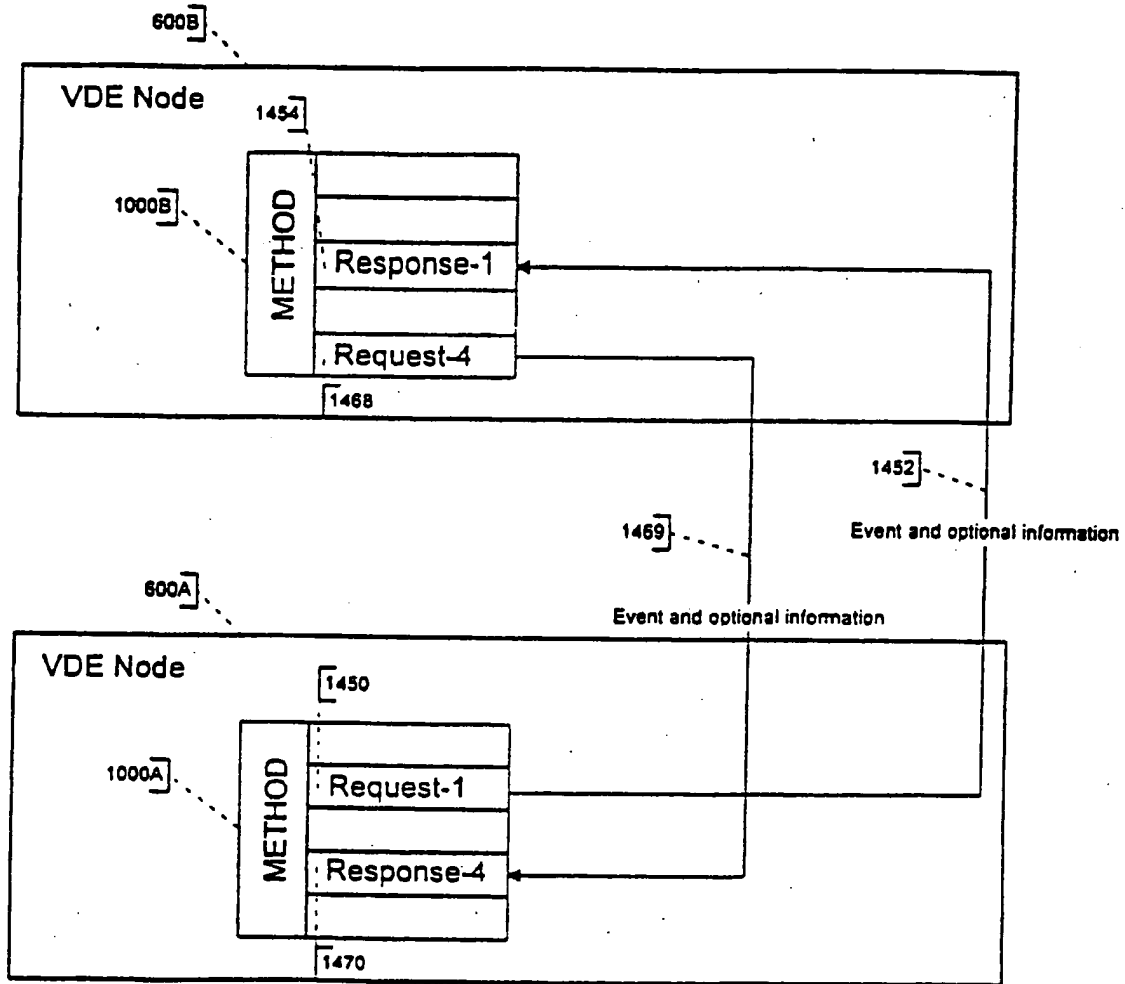 600B
VDE Node
1454
1000B
METHOD
Response-1
Request-4
1468
1452
Event and optional information
1469
Event and optional information
600A
VDE Node
1450
1000A
METHOD
Request-1
Response-4
1470